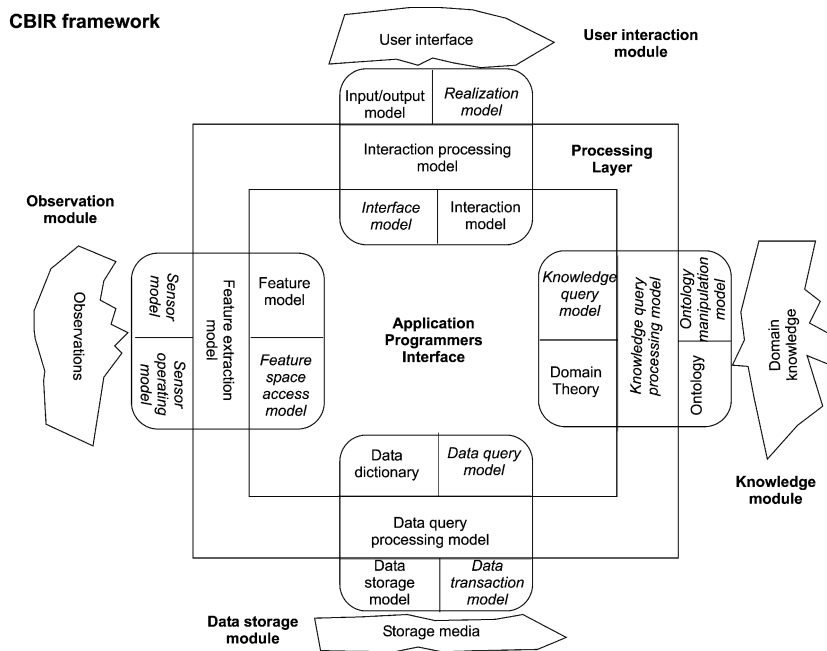 CBIR framework
User interface
User interaction
module
Input/output
model
Realization
model
Interaction processing
model
Processing
Layer
Interface
model
Interaction
model
Observation
module
Observations
Sensor
model
Sensor
operating
model
Feature extraction
model
Feature
model
Feature
space
access
model
Application
Programmers
Interface
Knowledge
query
model
Domain
Theory
Knowledge query
processing model
Ontology
manipulation
model
Ontology
Domain
knowledge
Knowledge
module
Data
dictionary
Data query
model
Data query
processing model
Data
storage
model
Data
transaction
model
Data storage
module
Storage media